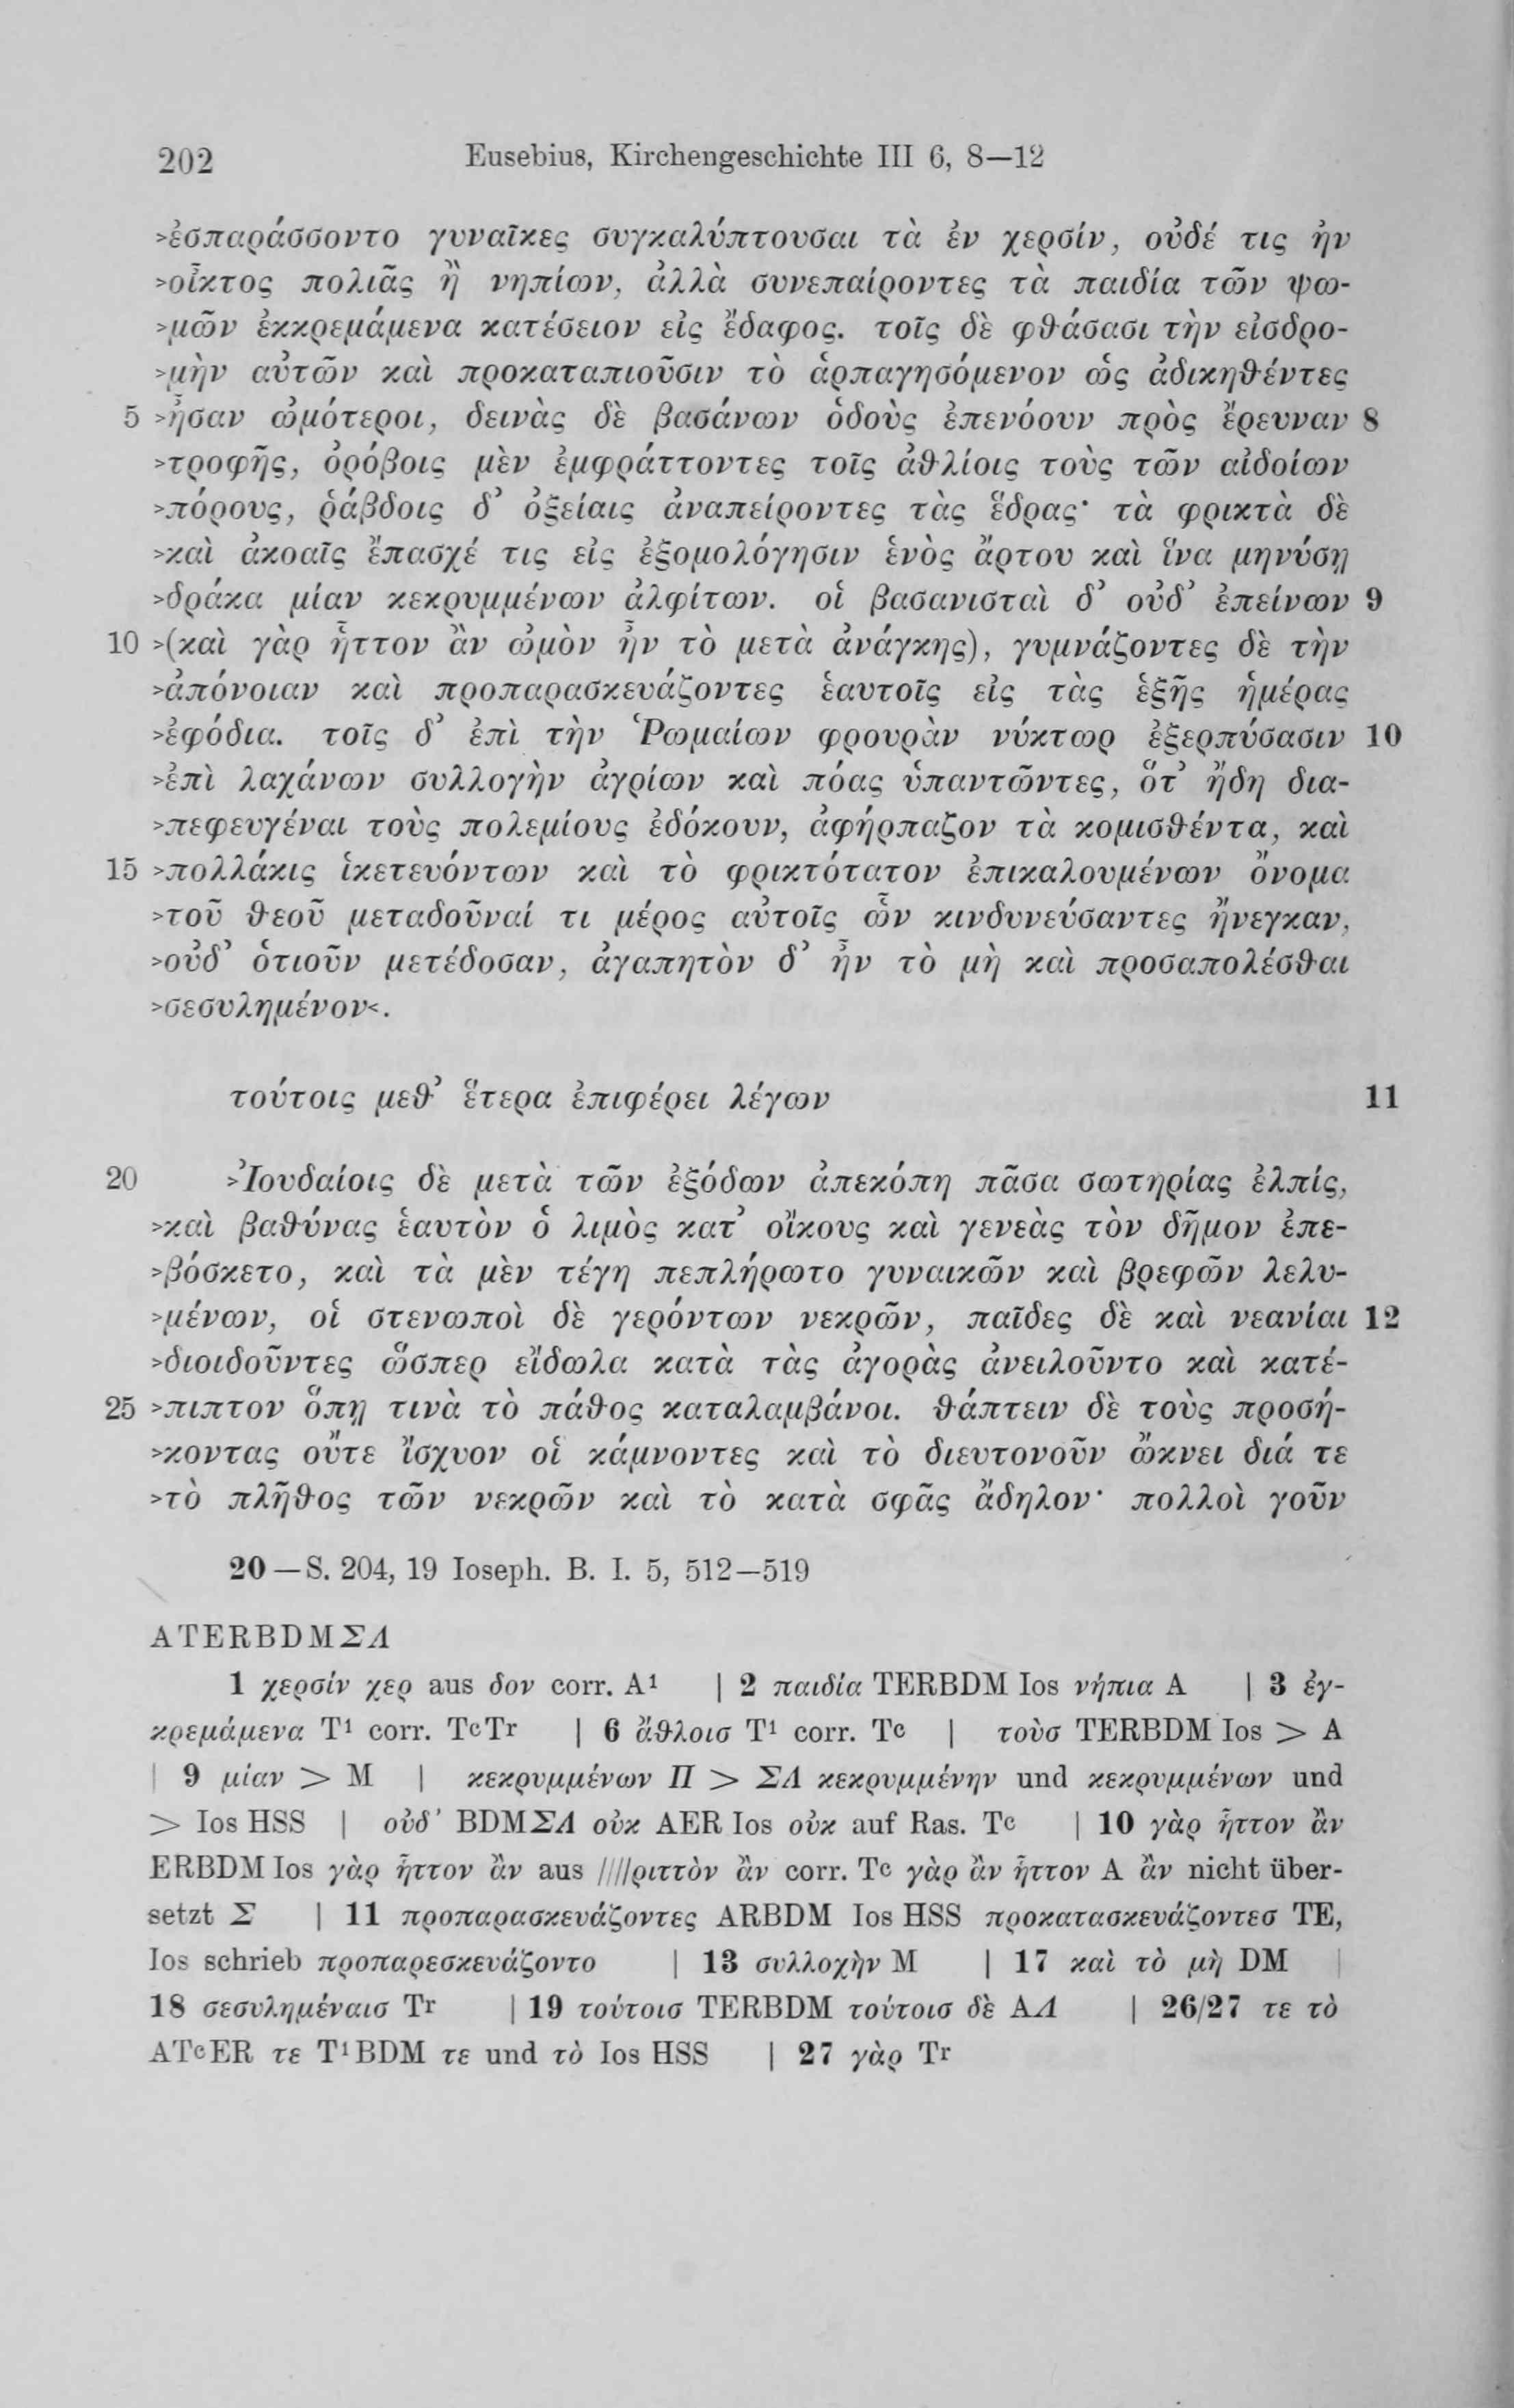 202 Eusebius, Kirchengeschichte III 6, 8—12
>ἐσπαράσσοντο γυναῖκες συγκαλύπτουσαι τὰ ἐν χερσίν, οὐδέ τις ἦν
>οἶκτος πολιᾶς ἢ νηπίων, ἀλλὰ συνεπαίροντες τὰ παιδία τῶν ψω-
>μῶν ἐκκρεμάμενα κατέσειον εἰς ἔδαφος. τοῖς δὲ φθάσασι τὴν εἰσδρο-
>μὴν αὐτῶν καὶ προκαταπιοῦσιν τὸ ἁρπαγησόμενον ὡς ἀδικηθέντες
5 >ἦσαν ὠμότεροι, δεινὰς δὲ βασάνων ὁδοὺς ἐπενόουν πρὸς ἔρευναν 8
>τροφῆς, ὀρόβοις μὲν ἐμφράττοντες τοῖς ἀθλίοις τοὺς τῶν αἰδοίων
>πόρους, ῥάβδοις δ’ ὀξείαις ἀναπείροντες τὰς ἕδρας· τὰ φρικτὰ δὲ
>καὶ ἀκοαῖς ἔπασχέ τις εἰς ἐξομολόγησιν ἑνὸς ἄρτου καὶ ἵνα μηνύσῃ
>δράκα μίαν κεκρυμμένων ἀλφίτων. οἱ βασανισταὶ δ’ οὐδ’ ἐπείνων 9
10 >(καὶ γὰρ ἧττον ἂν ὠμὸν ἦν τὸ μετὰ ἀνάγκης), γυμνάζοντες δὲ τὴν
>ἀπόνοιαν καὶ προπαρασκευάζοντες ἑαυτοῖς εἰς τὰς ἑξῆς ἡμέρας
>ἐφόδια. τοῖς δ’ ἐπὶ τὴν Ῥωμαίων φρουρὰν νύκτωρ ἐξερπύσασιν 10
>ἐπὶ λαχάνων συλλογὴν ἀγρίων καὶ πόας ὑπαντῶντες, ὅτ’ ἤδη δια-
>πεφευγέναι τοὺς πολεμίους ἐδόκουν, ἀφήρπαζον τὰ κομισθέντα, καὶ
15 >πολλάκις ἱκετευόντων καὶ τὸ φρικτότατον ἐπικαλουμένων ὄνομα
>τοῦ θεοῦ μεταδοῦναί τι μέρος αὐτοῖς ὧν κινδυνεύσαντες ἤνεγκαν,
>οὐδ’ ὁτιοῦν μετέδοσαν, ἀγαπητὸν δ’ ἦν τὸ μὴ καὶ προσαπολέσθαι
>σεσυλημένον<.
τούτοις μεθ’ ἕτερα ἐπιφέρει λέγων 11
20 >Ἰουδαίοις δὲ μετὰ τῶν ἐξόδων ἀπεκόπη πᾶσα σωτηρίας ἐλπίς,
>καὶ βαθύνας ἑαυτὸν ὁ λιμὸς κατ’ οἴκους καὶ γενεὰς τὸν δῆμον ἐπε-
>βόσκετο, καὶ τὰ μὲν τέγη πεπλήρωτο γυναικῶν καὶ βρεφῶν λελυ-
>μένων, οἱ στενωποὶ δὲ γερόντων νεκρῶν, παῖδες δὲ καὶ νεανίαι 12
>διοιδοῦντες ὥσπερ εἴδωλα κατὰ τὰς ἀγορὰς ἀνειλοῦντο καὶ κατέ-
25 >πιπτον ὅπῃ τινὰ τὸ πάθος καταλαμβάνοι. θάπτειν δὲ τοὺς προσή-
>κοντας οὔτε ἴσχυον οἱ κάμνοντες καὶ τὸ διευτονοῦν ὤκνει διά τε
>τὸ πλῆθος τῶν νεκρῶν καὶ τὸ κατὰ σφᾶς ἄδηλον· πολλοὶ γοῦν
20—S. 204, 19 Ioseph. B. I. 5, 512—519
ATERBDMΣΛ
1 χερσίν χερ aus δον corr. A¹ | 2 παιδία TERBDM Ios νήπια A | 3 ἐγ-
κρεμάμενα T¹ corr. TᶜTʳ | 6 ἄθλοισ T¹ corr. Tᶜ | τοὺσ TERBDM Ios > A
| 9 μίαν > M | κεκρυμμένων Π > ΣΛ κεκρυμμένην und κεκρυμμένων und
> Ios HSS | οὐδ’ BDMΣΛ οὐκ AER Ios οὐκ auf Ras. Tᶜ | 10 γὰρ ἧττον ἂν
ERBDM Ios γὰρ ἧττον ἂν aus ////ριττὸν ἂν corr. Tᶜ γὰρ ἂν ἧττον A ἂν nicht über-
setzt Σ | 11 προπαρασκευάζοντες ARBDM Ios HSS προκατασκευάζοντεσ TE,
Ios schrieb προπαρεσκευάζοντο | 13 συλλοχὴν M | 17 καὶ τὸ μὴ DM |
18 σεσυλημέναισ Tʳ | 19 τούτοισ TERBDM τούτοισ δὲ AΛ | 26/27 τε τὸ
ATᶜER τε T¹BDM τε und τὸ Ios HSS | 27 γὰρ Tʳ